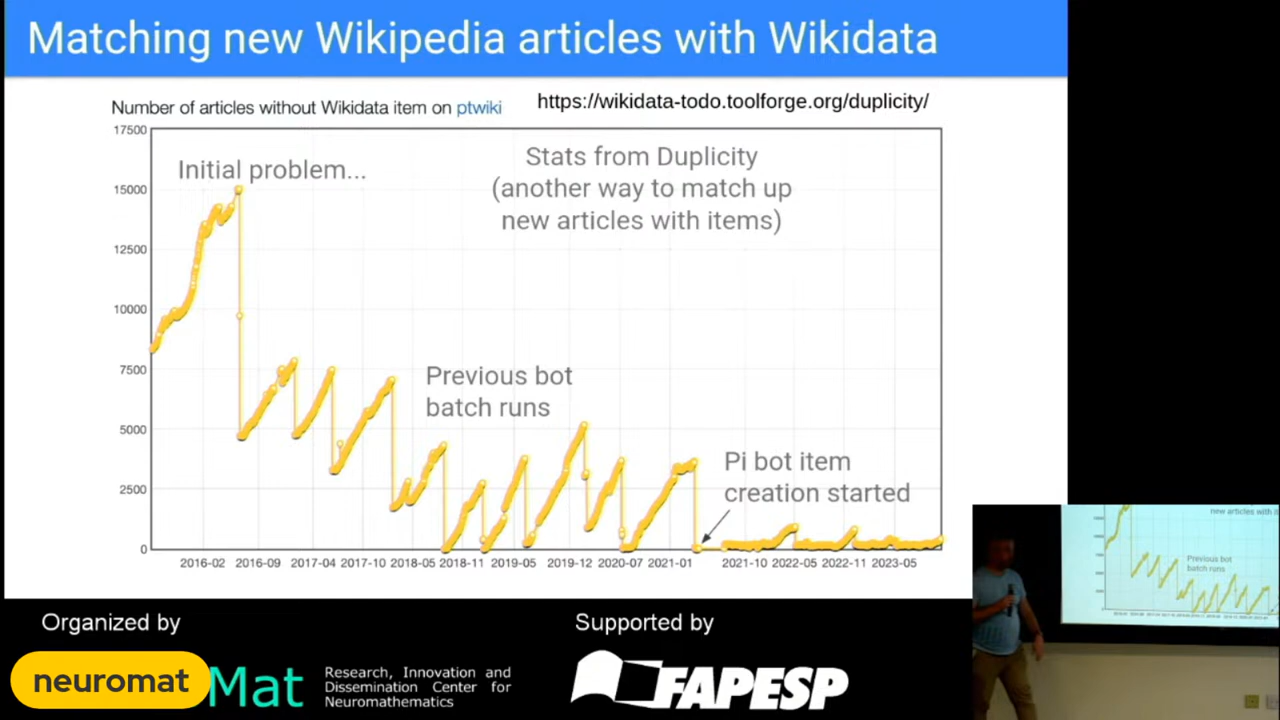 Matching new Wikipedia articles with Wikidata
Number of articles without Wikidata item on ptwiki
https://wikidata-todo.toolforge.org/duplicity/
17500
15000
12500
10000
7500
5000
2500
0
Initial problem...
Stats from Duplicity
(another way to match up
new articles with items)
Previous bot
batch runs
Pi bot item
creation started
2016-02 2016-09 2017-04 2017-10 2018-05 2018-11 2019-05 2019-12 2020-07 2021-01 2021-10 2022-05 2022-11 2023-05
new articles with it
Previous bot
batch runs
Organized by
neuromat
Mat
Research, Innovation and
Dissemination Center for
Neuromathematics
Supported by
FAPESP